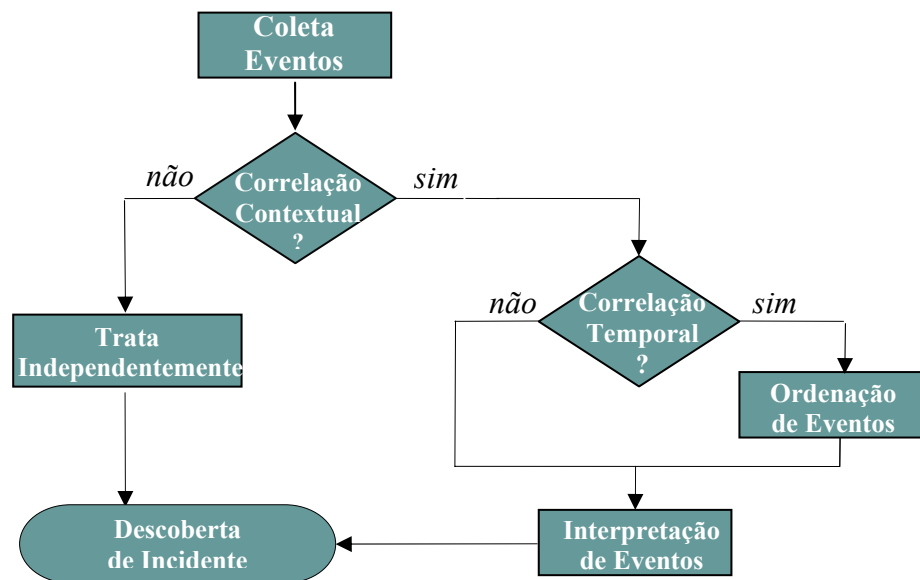 Coleta
Eventos
não
Correlação
Contextual
?
sim
não
Correlação
Temporal
?
sim
Trata
Independentemente
Ordenação
de Eventos
Descoberta
de Incidente
Interpretação
de Eventos